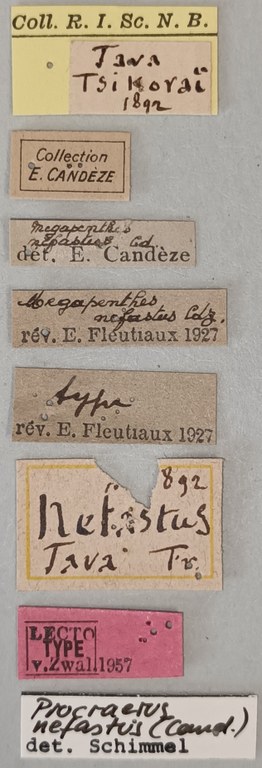 Coll. R. I. Sc. N. B.
Java
Tsikoraï
1892
Collection
E. CANDÈZE
Megapenthes
nefastus Cd
det. E. Candèze
Megapenthes
nefastus Cdz.
rév. E. Fleutiaux 1927
type
rév. E. Fleutiaux 1927
892
Nefastus
Java Tr.
LECTO
TYPE
v.Zwal.1957
Procraerus
nefastus (Cand.)
det. Schimmel